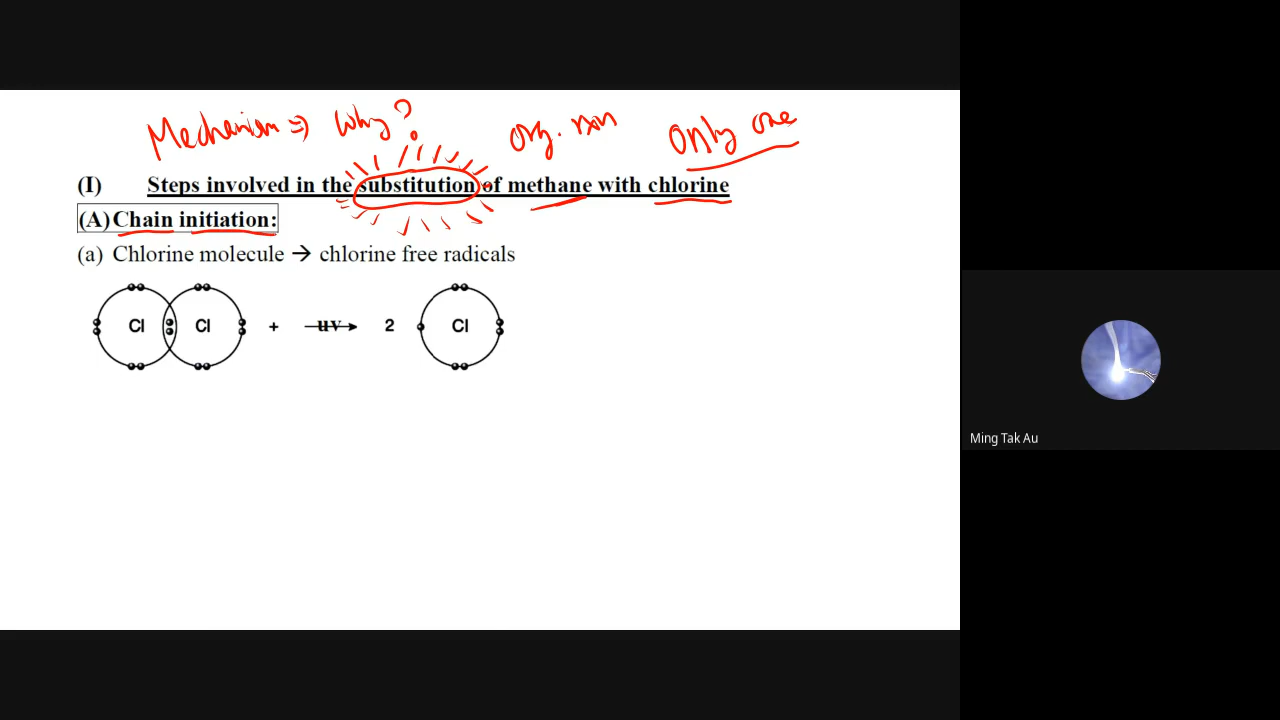 Mechanism ⇒ Why? org. rxn Only one
(I) Steps involved in the substitution of methane with chlorine
(A) Chain initiation:
(a) Chlorine molecule → chlorine free radicals
Cl Cl + uv 2 Cl
Ming Tak Au